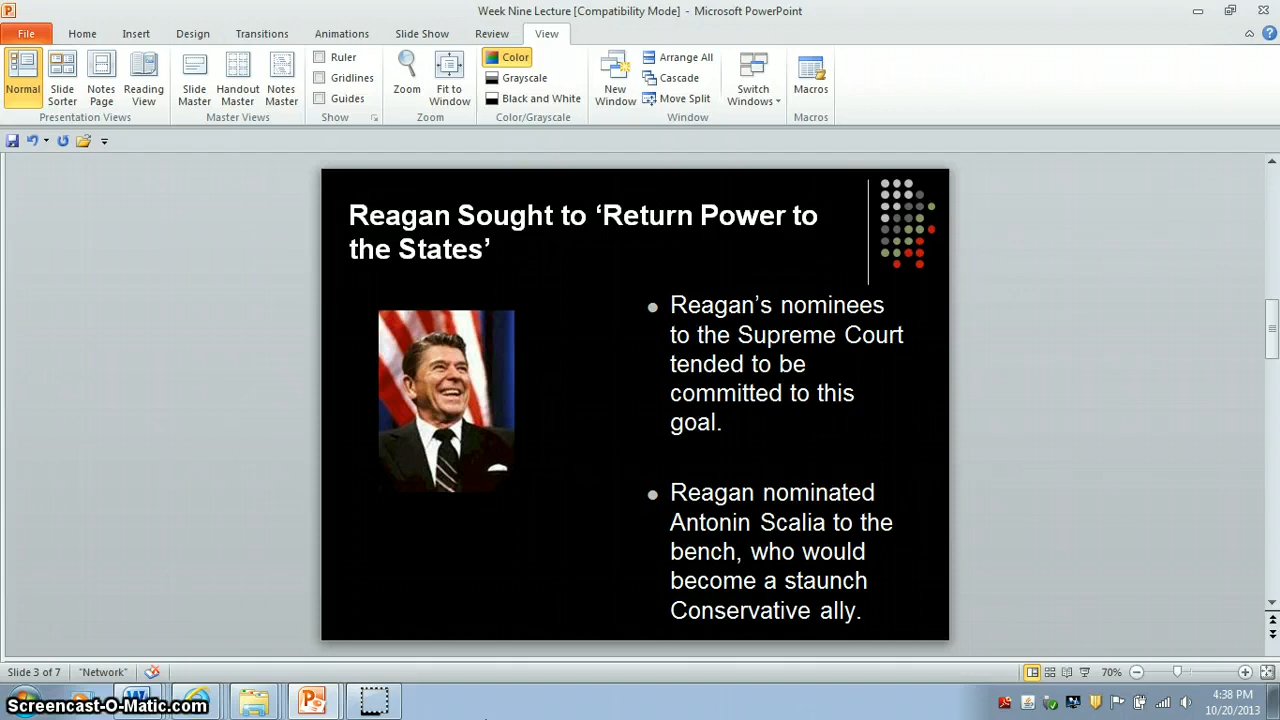 Week Nine Lecture [Compatibility Mode] - Microsoft PowerPoint
File Home Insert Design Transitions Animations Slide Show Review View
Normal Slide Sorter Notes Page Reading View
Presentation Views
Slide Master Handout Master Notes Master
Master Views
Ruler
Gridlines
Guides
Show
Zoom Fit to Window
Zoom
Color
Grayscale
Black and White
Color/Grayscale
New Window
Arrange All
Cascade
Move Split
Switch Windows
Window
Macros
Macros
Reagan Sought to ‘Return Power to
the States’
Reagan’s nominees
to the Supreme Court
tended to be
committed to this
goal.
Reagan nominated
Antonin Scalia to the
bench, who would
become a staunch
Conservative ally.
Slide 3 of 7 "Network" 70%
Screencast-O-Matic.com
4:38 PM
10/20/2013